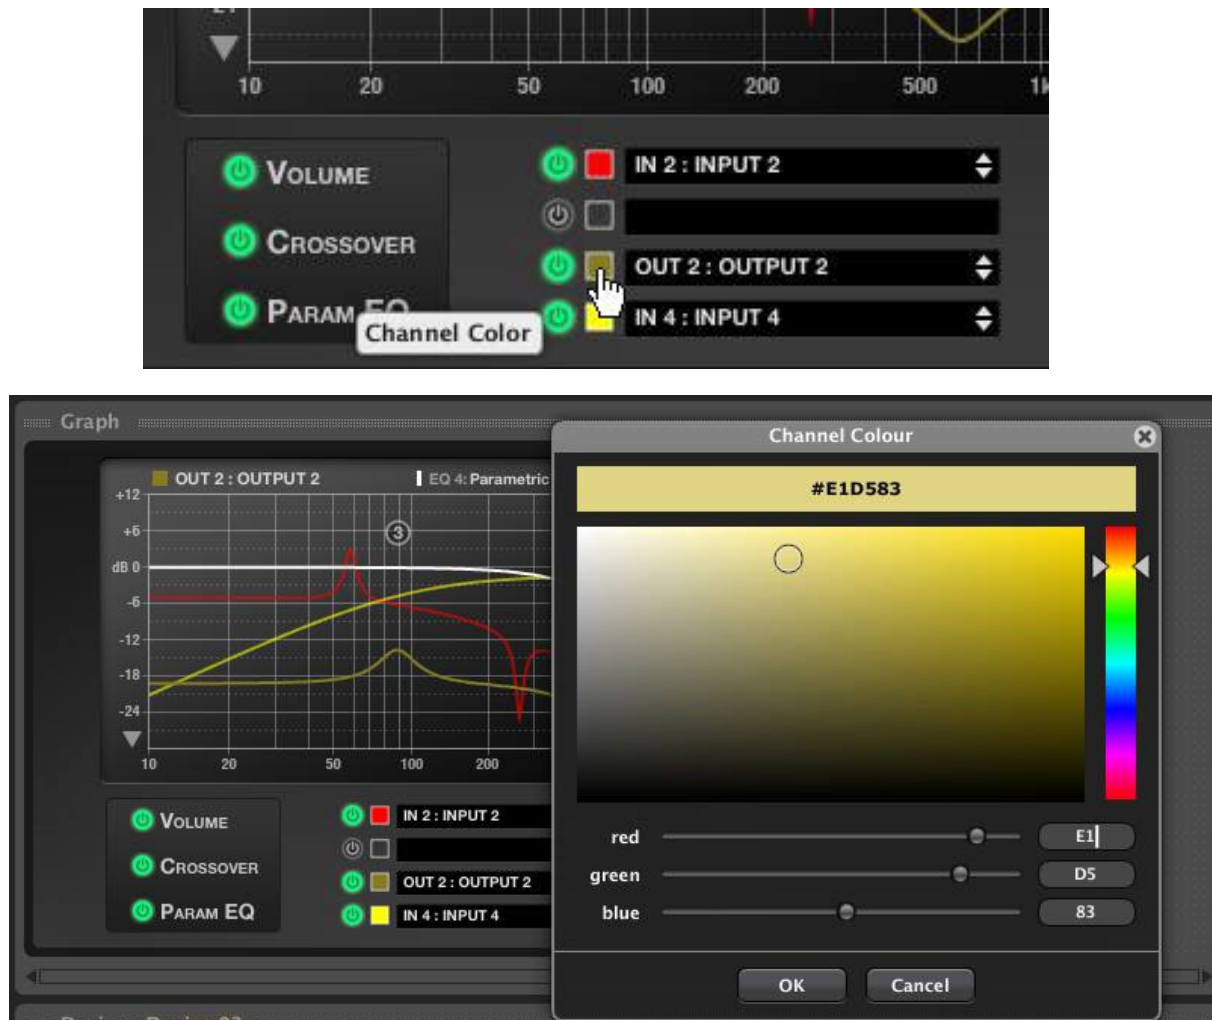 10 20 50 100 200 500
VOLUME
CROSSOVER
PARAM EQ
IN 2 : INPUT 2
OUT 2 : OUTPUT 2
IN 4 : INPUT 4
Channel Color
Graph
OUT 2 : OUTPUT 2 EQ 4: Parametric
+12
+6
dB 0
-6
-12
-18
-24
3
10 20 50 100 200
VOLUME
CROSSOVER
PARAM EQ
IN 2 : INPUT 2
OUT 2 : OUTPUT 2
IN 4 : INPUT 4
Channel Colour
#E1D583
red E1
green D5
blue 83
OK Cancel